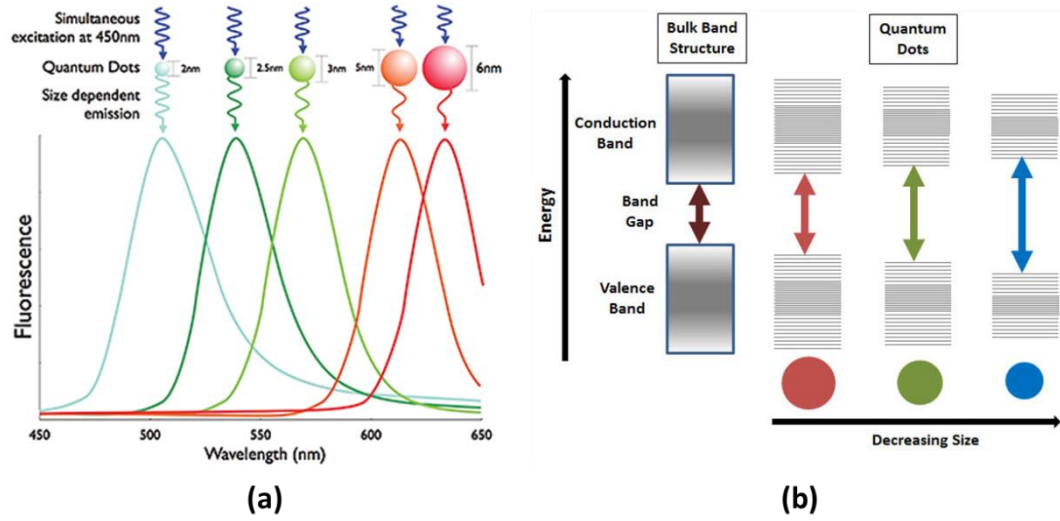 Simultaneous
excitation at 450nm
Quantum Dots
2nm
2.5nm
3nm
5nm
6nm
Size dependent
emission
Fluorescence
450
500
550
600
650
Wavelength (nm)
(a)
Bulk Band
Structure
Quantum
Dots
Energy
Conduction
Band
Band
Gap
Valence
Band
Decreasing Size
(b)